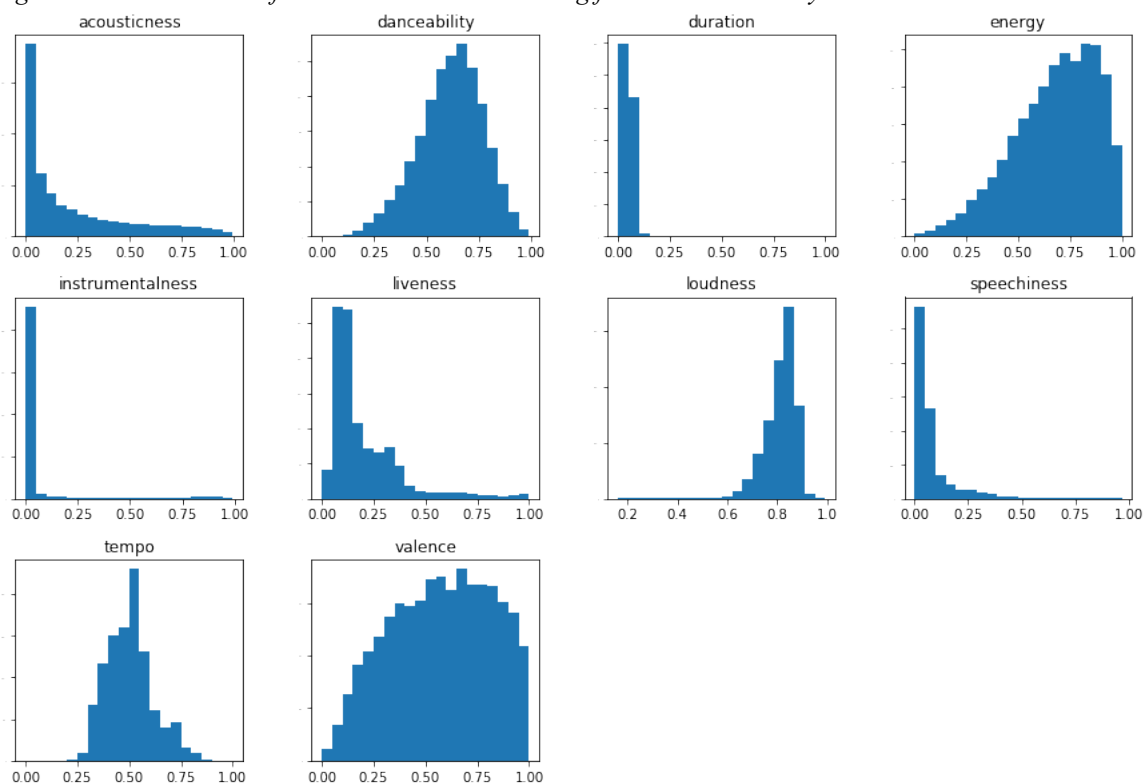 acousticness danceability duration energy
0.00 0.25 0.50 0.75 1.00 0.00 0.25 0.50 0.75 1.00 0.00 0.25 0.50 0.75 1.00 0.00 0.25 0.50 0.75 1.00
instrumentalness liveness loudness speechiness
0.00 0.25 0.50 0.75 1.00 0.00 0.25 0.50 0.75 1.00 0.2 0.4 0.6 0.8 1.0 0.00 0.25 0.50 0.75 1.00
tempo valence
0.00 0.25 0.50 0.75 1.00 0.00 0.25 0.50 0.75 1.00